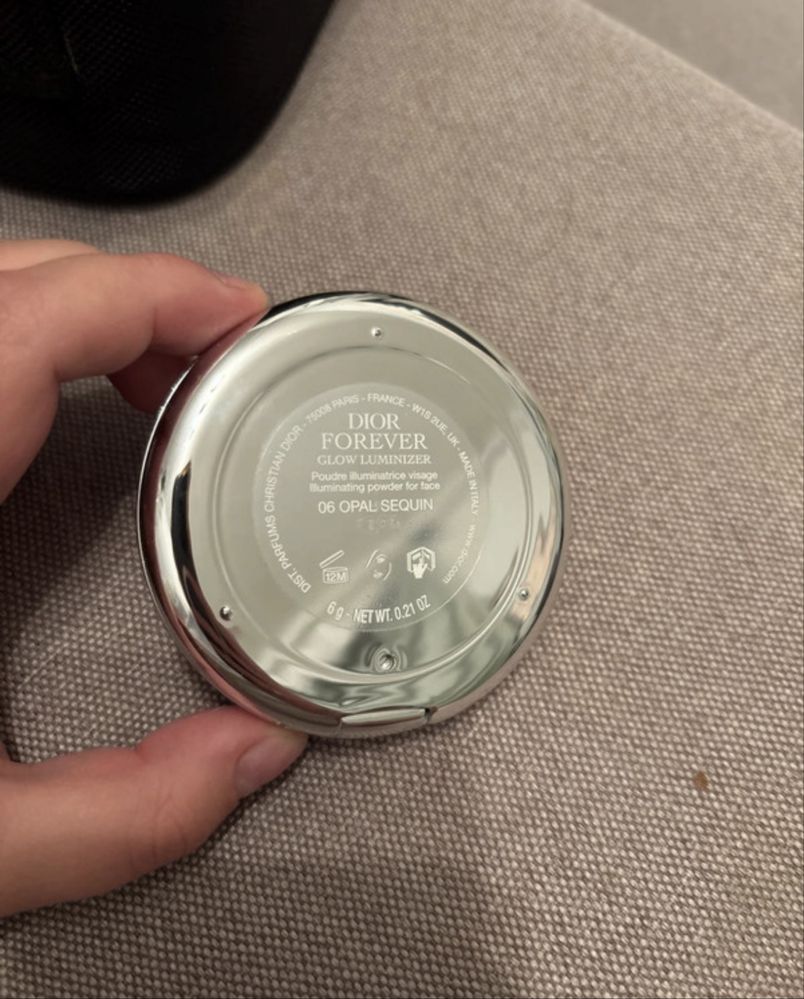 DIST. PARFUMS CHRISTIAN DIOR - 75008 PARIS - FRANCE - W1S 2UE, UK - MADE IN ITALY www.dior.com
DIOR
FOREVER
GLOW LUMINIZER
Poudre illuminatrice visage
Illuminating powder for face
06 OPAL SEQUIN
12M
6 g - NET WT. 0.21 OZ